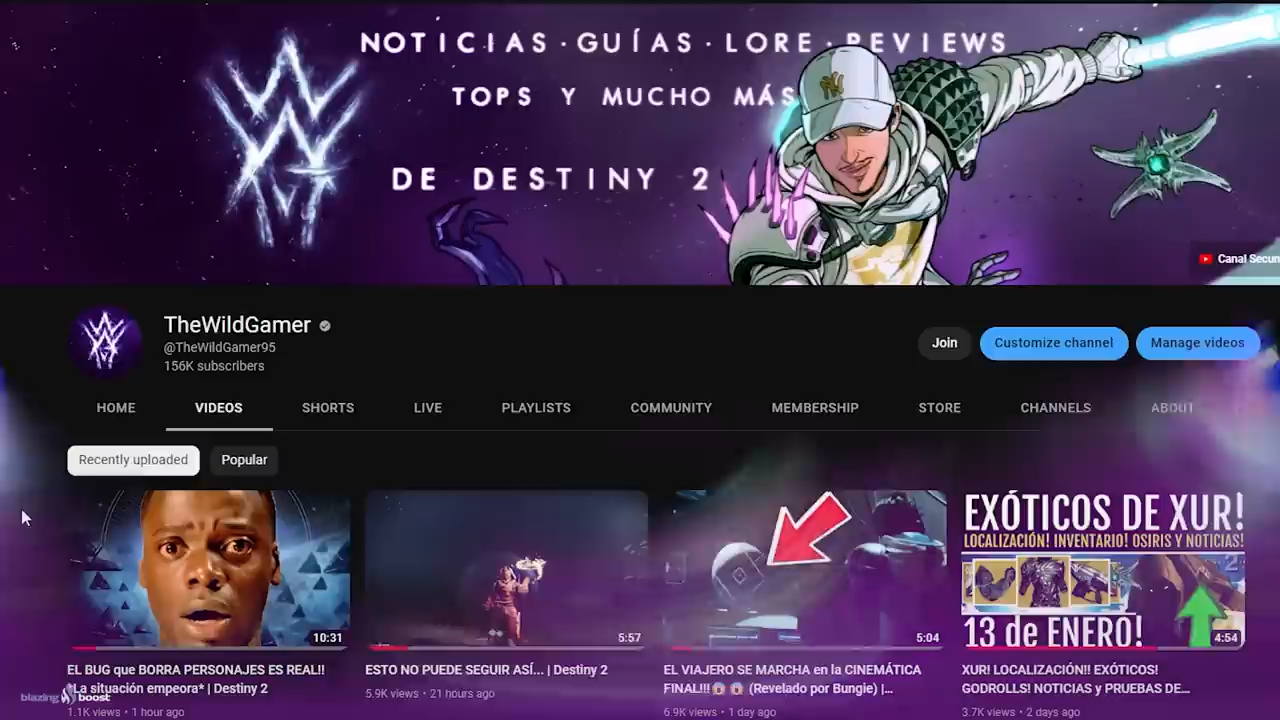 NOTICIAS · GUÍAS · LORE · REVIEWS
TOPS Y MUCHO MÁS
DE DESTINY 2
Canal Secun
TheWildGamer
@TheWildGamer95
156K subscribers
Join
Customize channel
Manage videos
HOME
VIDEOS
SHORTS
LIVE
PLAYLISTS
COMMUNITY
MEMBERSHIP
STORE
CHANNELS
ABOUT
Recently uploaded
Popular
10:31
5:57
5:04
EXÓTICOS DE XUR!
LOCALIZACIÓN! INVENTARIO! OSIRIS Y NOTICIAS!
13 de ENERO!
4:54
EL BUG que BORRA PERSONAJES ES REAL!!
*La situación empeora* | Destiny 2
1.1K views • 1 hour ago
ESTO NO PUEDE SEGUIR ASÍ... | Destiny 2
5.9K views • 21 hours ago
EL VIAJERO SE MARCHA en la CINEMÁTICA
FINAL!!!😱😱 (Revelado por Bungie) |...
6.9K views • 1 day ago
XUR! LOCALIZACIÓN!! EXÓTICOS!
GODROLLS! NOTICIAS y PRUEBAS DE...
3.7K views • 2 days ago
blazing boost